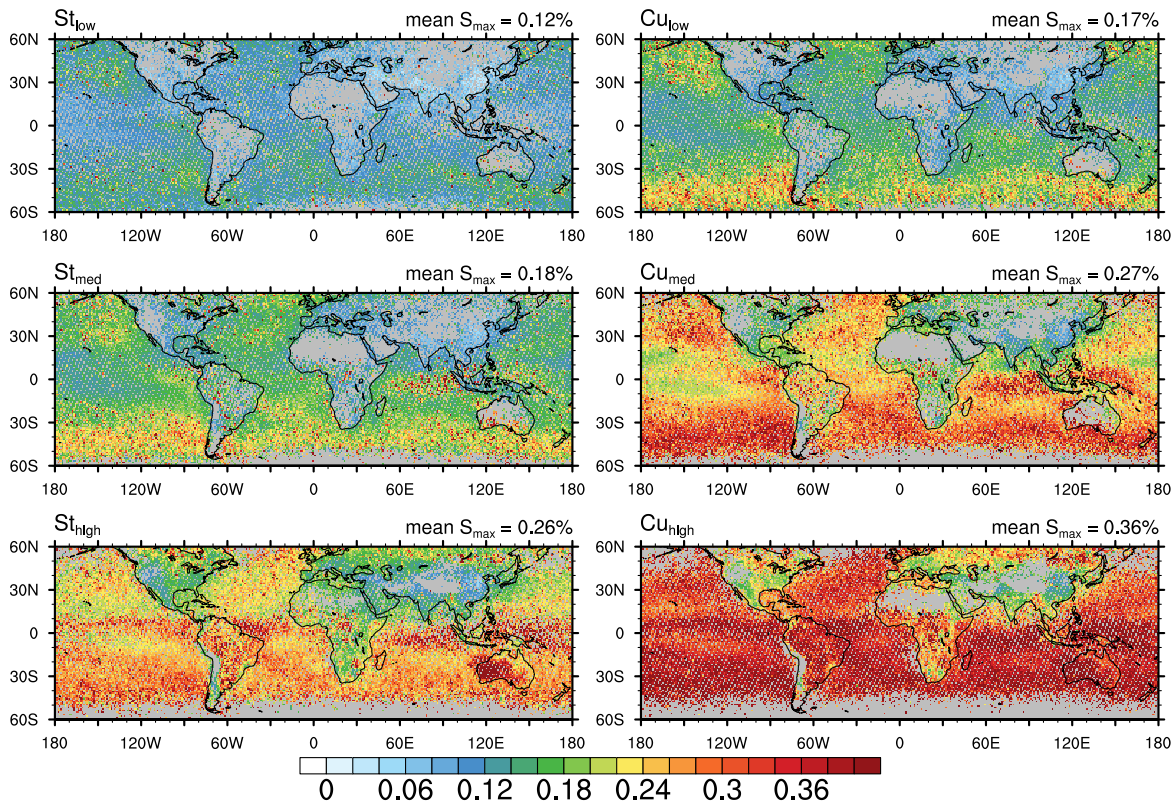 St_low mean S_max = 0.12%
60N
30N
0
30S
60S
180 120W 60W 0 60E 120E 180
Cu_low mean S_max = 0.17%
60N
30N
0
30S
60S
180 120W 60W 0 60E 120E 180
St_med mean S_max = 0.18%
60N
30N
0
30S
60S
180 120W 60W 0 60E 120E 180
Cu_med mean S_max = 0.27%
60N
30N
0
30S
60S
180 120W 60W 0 60E 120E 180
St_high mean S_max = 0.26%
60N
30N
0
30S
60S
180 120W 60W 0 60E 120E 180
Cu_high mean S_max = 0.36%
60N
30N
0
30S
60S
180 120W 60W 0 60E 120E 180
0 0.06 0.12 0.18 0.24 0.3 0.36